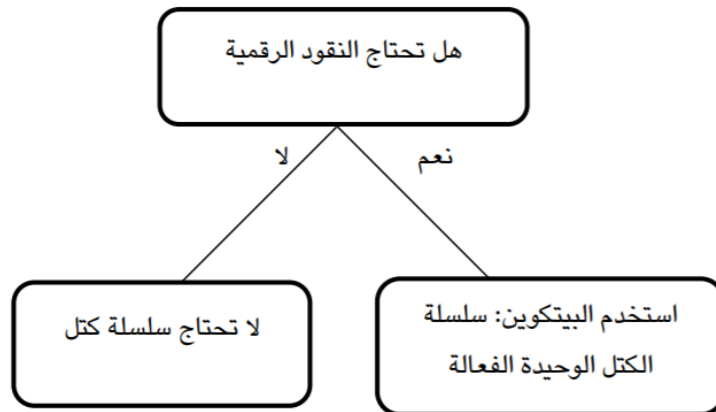 هل تحتاج النقود الرقمية
نعم
لا
استخدم البيتكوين: سلسلة
الكتل الوحيدة الفعالة
لا تحتاج سلسلة كتل